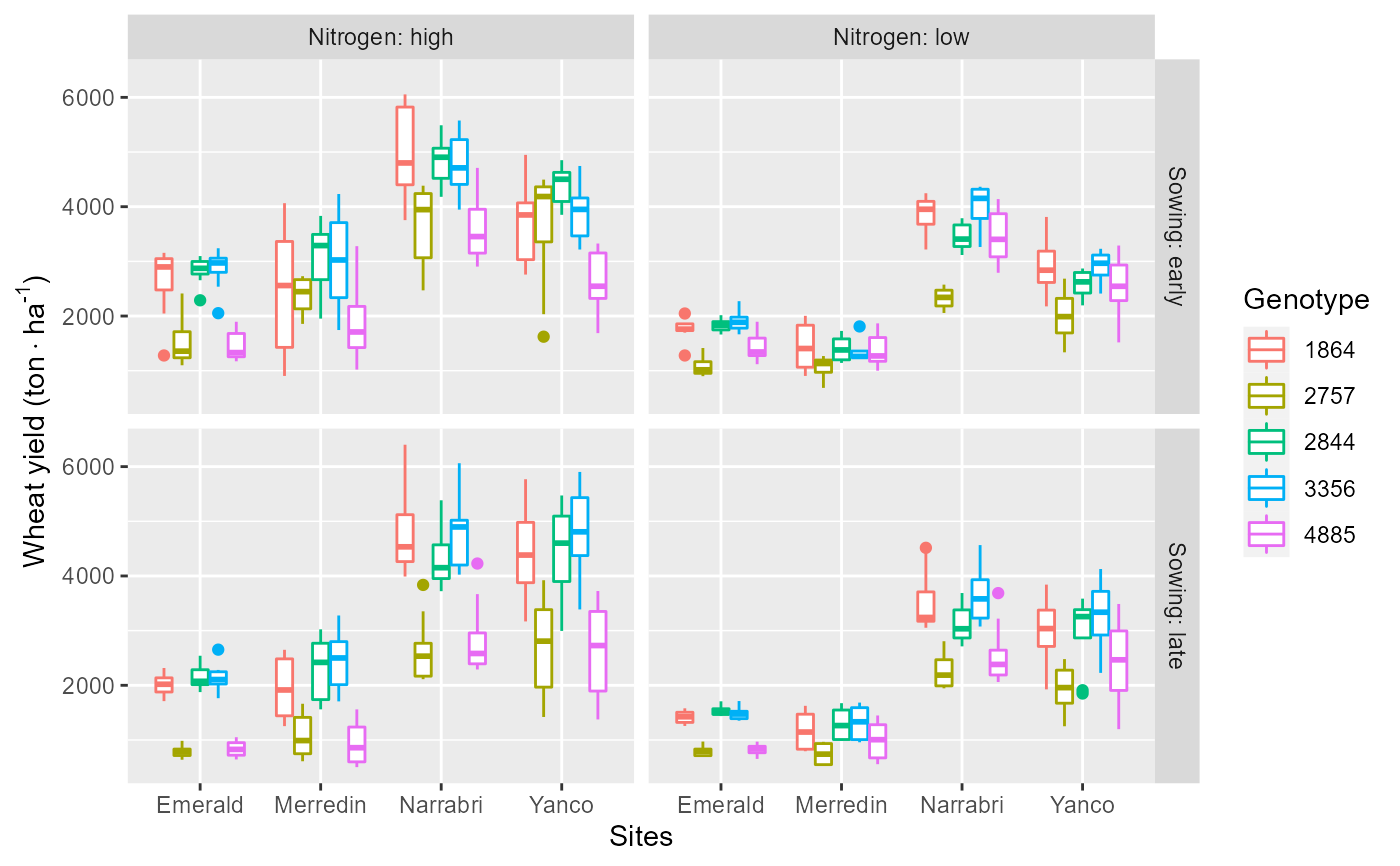 Nitrogen: high
Nitrogen: low
6000
4000
2000
Sowing: early
6000
4000
2000
Sowing: late
Emerald Merredin Narrabri Yanco
Emerald Merredin Narrabri Yanco
Sites
Wheat yield (ton · ha⁻¹)
Genotype
1864
2757
2844
3356
4885